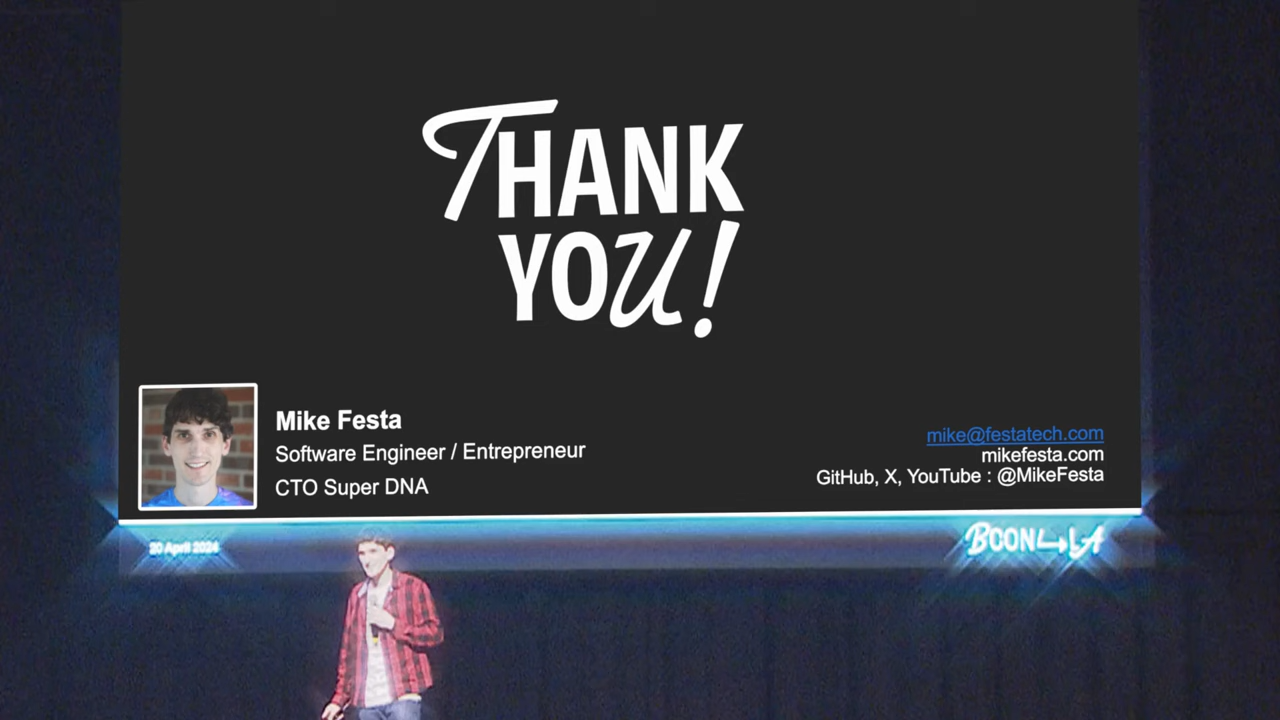 THANK
YOU!
Mike Festa
Software Engineer / Entrepreneur
CTO Super DNA
mike@festatech.com
mikefesta.com
GitHub, X, YouTube : @MikeFesta
20 April 2024
BCON↳LA